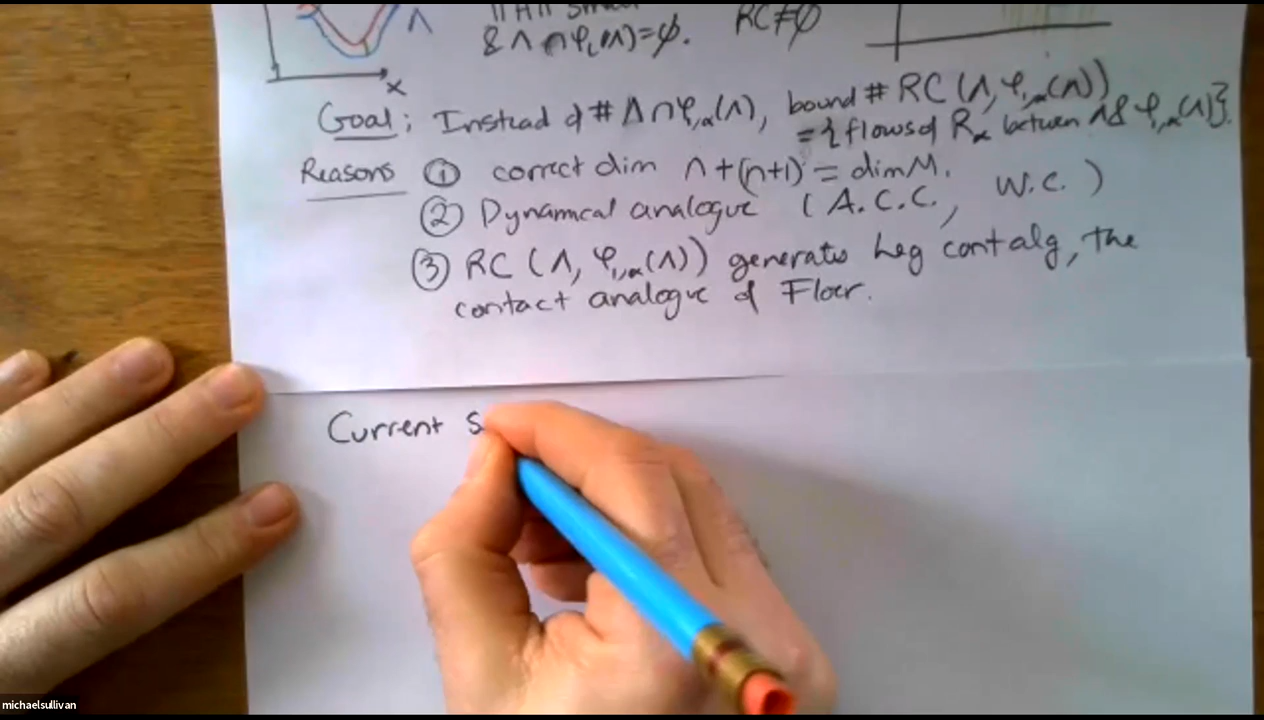 Λ
& Λ ∩ φ₁(Λ) = ∅. RC ≠ ∅
x
Goal: Instead of # Λ∩φ₁,α(Λ), bound # RC(Λ, φ₁,α(Λ))
= {flows of Rα between Λ & φ₁,α(Λ)}.
Reasons ① correct dim n+(n+1) = dim M.
② Dynamical analogue (A.C.C., W.C.)
③ RC (Λ, φ₁,α(Λ)) generates Leg cont alg, the
contact analogue of Floer.
Current S
michaelsullivan